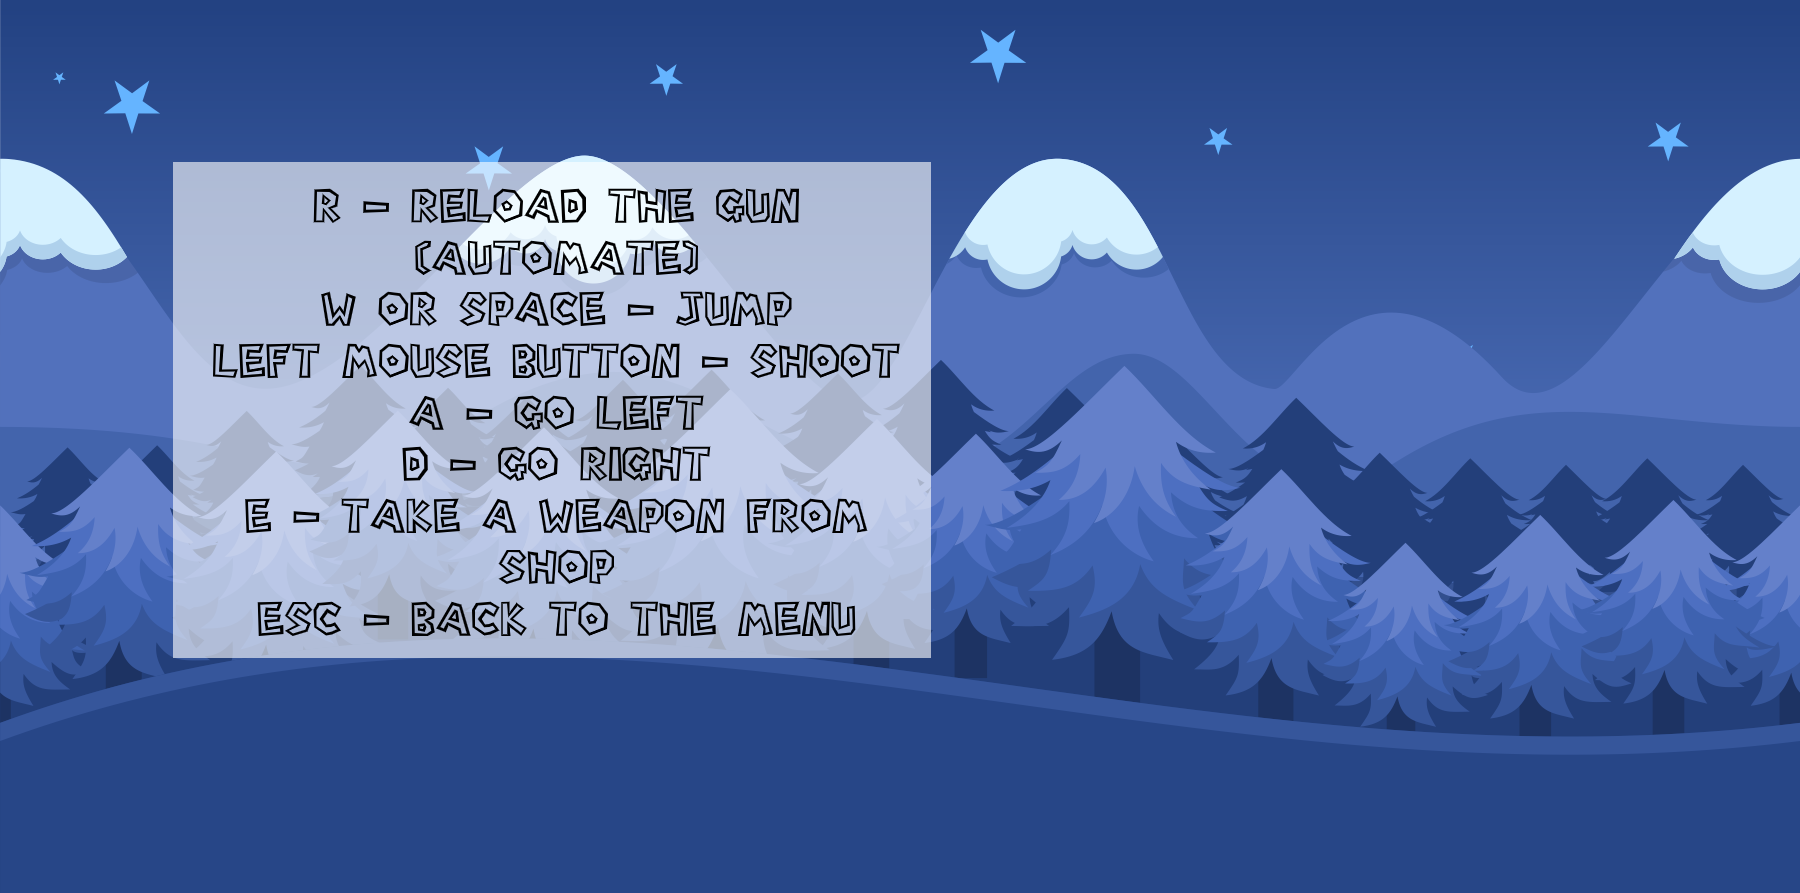 R - RELOAD THE GUN
(AUTOMATE)
W OR SPACE - JUMP
LEFT MOUSE BUTTON - SHOOT
A - GO LEFT
D - GO RIGHT
E - TAKE A WEAPON FROM
SHOP
ESC - BACK TO THE MENU